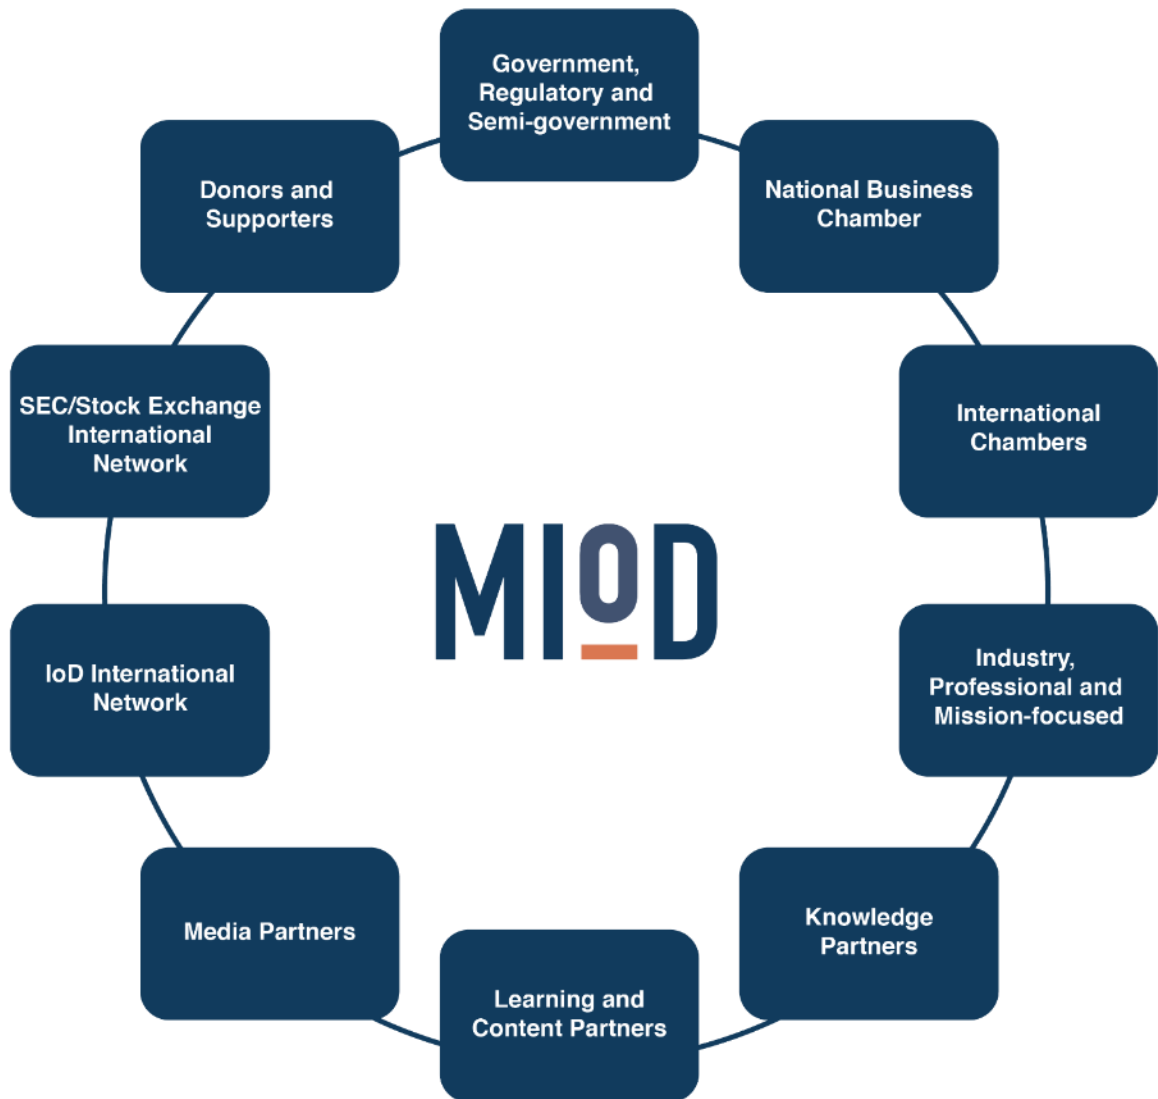 Government,
Regulatory and
Semi-government
National Business
Chamber
International
Chambers
Industry,
Professional and
Mission-focused
Knowledge
Partners
Learning and
Content Partners
Media Partners
IoD International
Network
SEC/Stock Exchange
International
Network
Donors and
Supporters
MIoD